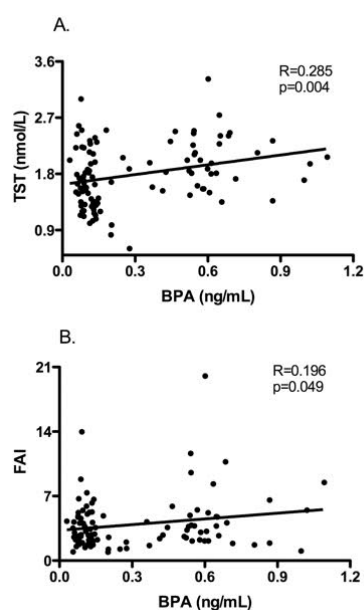 A.
3.6
R=0.285
p=0.004
2.7
TST (nmol/L)
1.8
0.9
0.0 0.3 0.6 0.9 1.2
BPA (ng/mL)
B.
21
R=0.196
p=0.049
14
FAI
7
0
0.0 0.3 0.6 0.9 1.2
BPA (ng/mL)